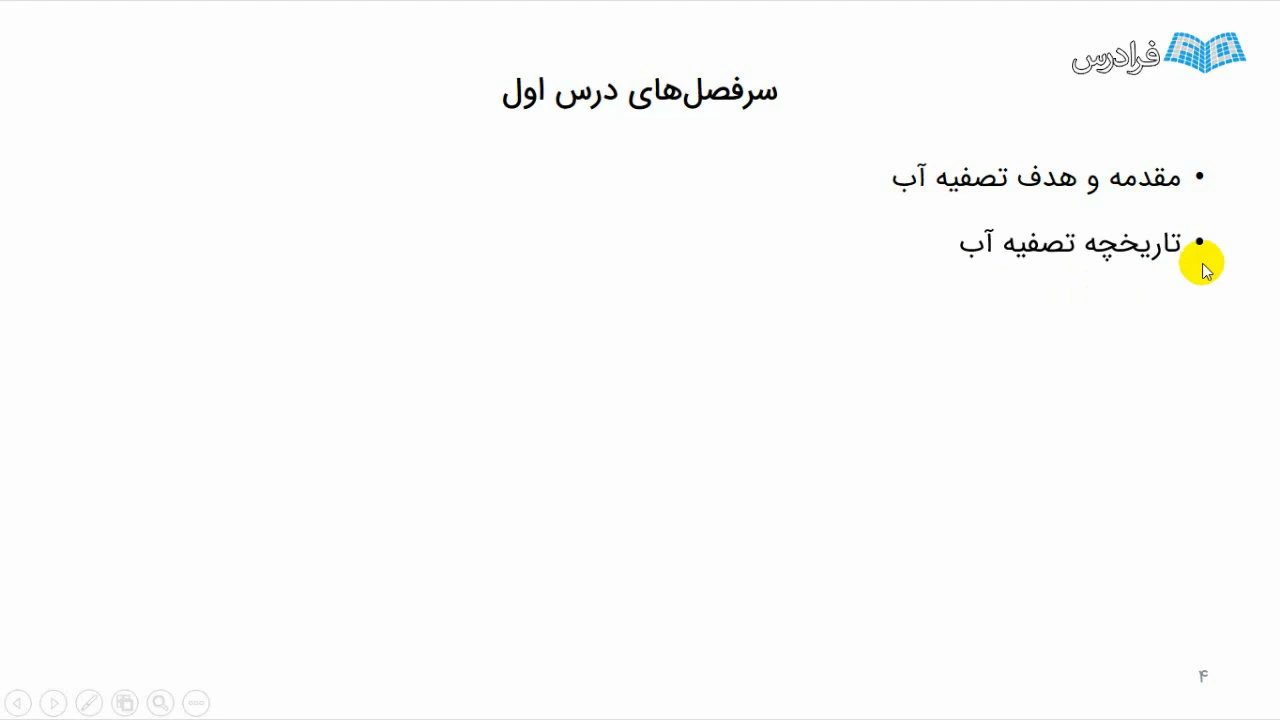 فرادرس
سرفصل‌های درس اول
• مقدمه و هدف تصفیه آب
• تاریخچه تصفیه آب
۴